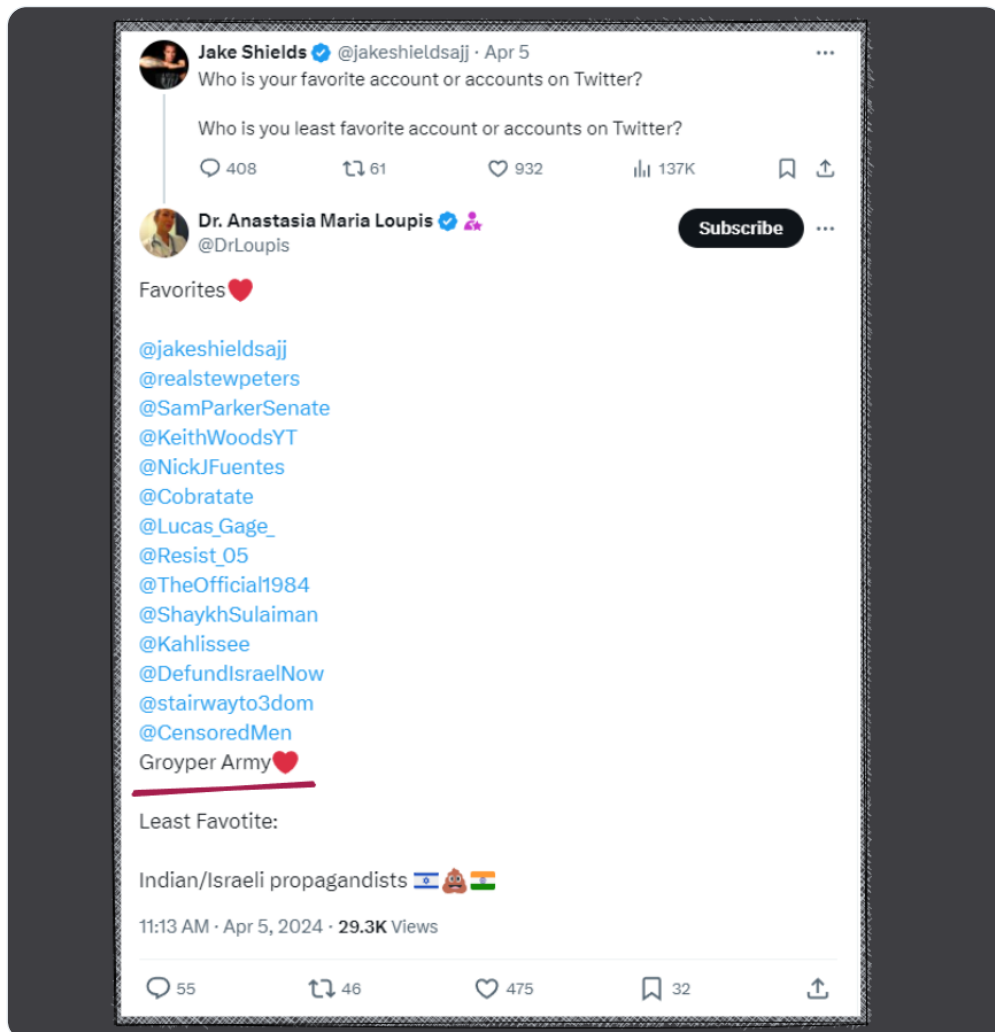 Jake Shields @jakeshieldsajj · Apr 5
Who is your favorite account or accounts on Twitter?
Who is you least favorite account or accounts on Twitter?
408 61 932 137K
Dr. Anastasia Maria Loupis Subscribe
@DrLoupis
Favorites❤️
@jakeshieldsajj
@realstewpeters
@SamParkerSenate
@KeithWoodsYT
@NickJFuentes
@Cobratate
@Lucas_Gage_
@Resist_05
@TheOfficial1984
@ShaykhSulaiman
@Kahlissee
@DefundIsraelNow
@stairwayto3dom
@CensoredMen
Groyper Army❤️
Least Favotite:
Indian/Israeli propagandists 🇮🇱💩🇮🇳
11:13 AM · Apr 5, 2024 · 29.3K Views
55 46 475 32